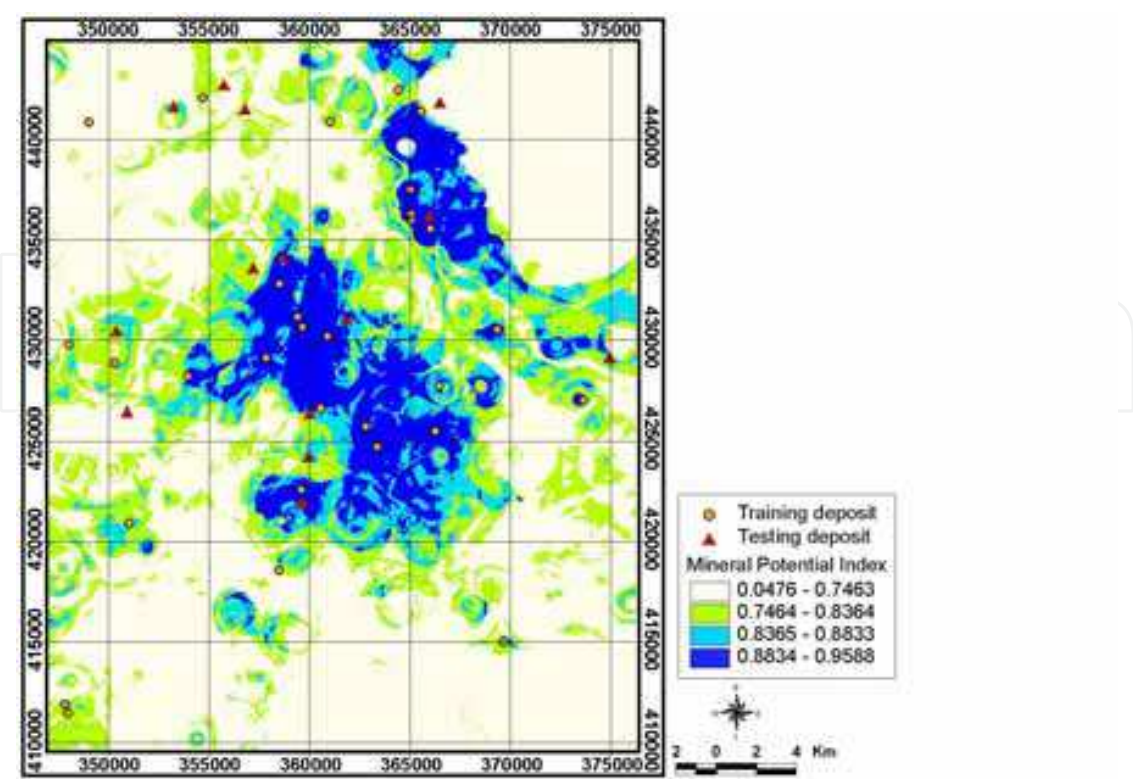 350000 355000 360000 365000 370000 375000
440000 440000
435000 435000
430000 430000
425000 425000
420000 420000
415000 415000
410000 410000
350000 355000 360000 365000 370000 375000
Training deposit
Testing deposit
Mineral Potential Index
0.0476 - 0.7463
0.7464 - 0.8364
0.8365 - 0.8833
0.8834 - 0.9588
2 0 2 4 Km